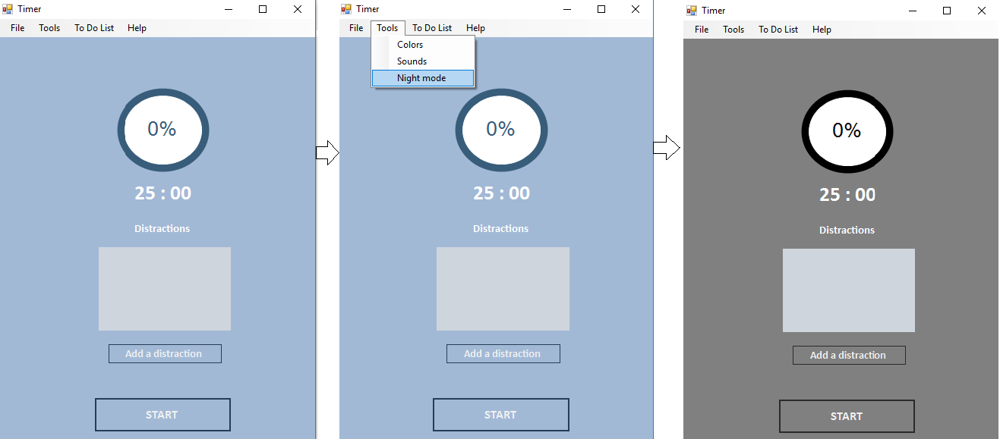 Timer
File Tools To Do List Help
0%
25 : 00
Distractions
Add a distraction
START
Timer
File Tools To Do List Help
Colors
Sounds
Night mode
0%
25 : 00
Distractions
Add a distraction
START
Timer
File Tools To Do List Help
0%
25 : 00
Distractions
Add a distraction
START